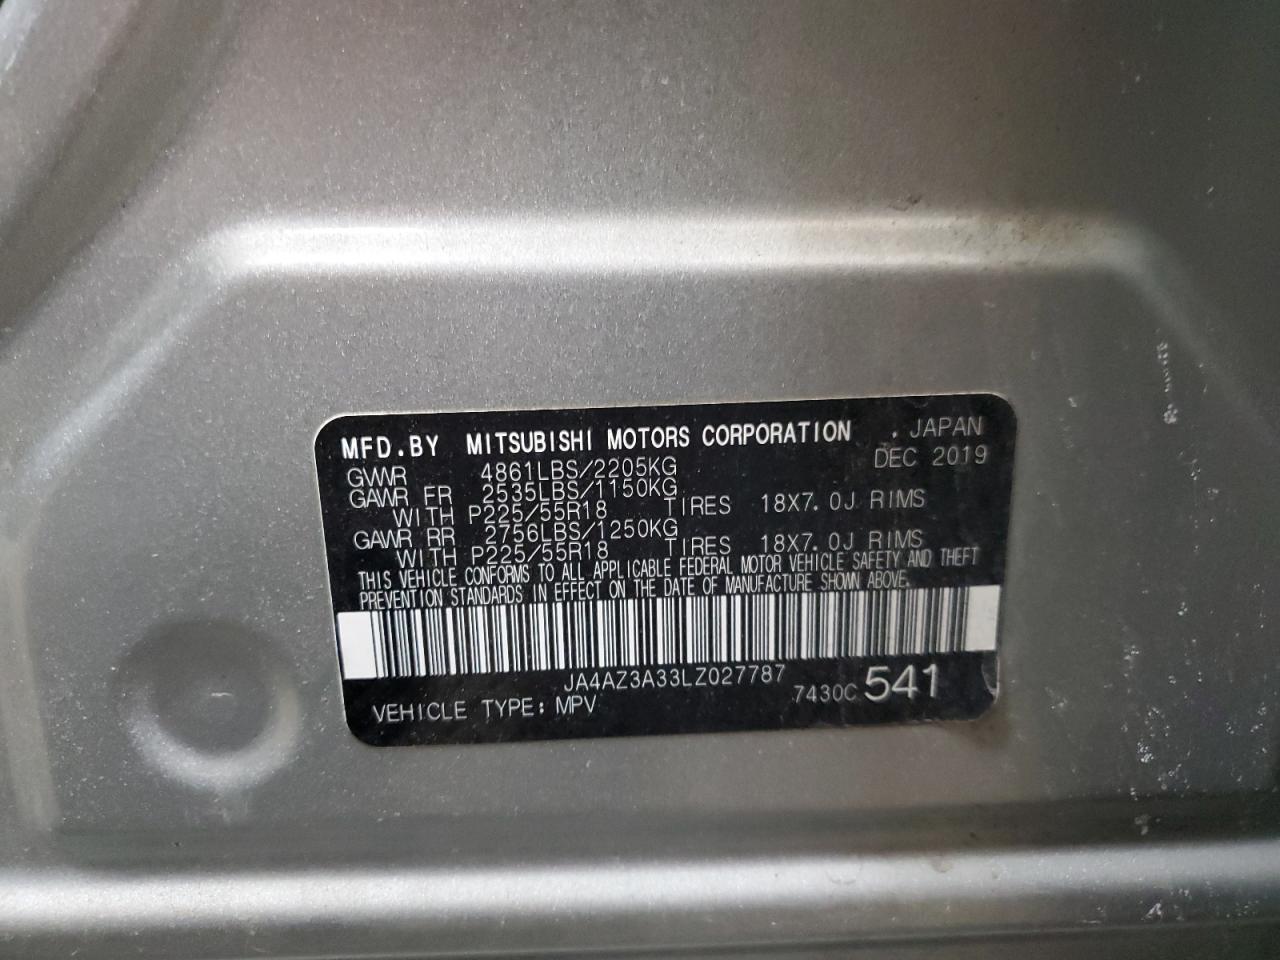 MFD.BY MITSUBISHI MOTORS CORPORATION . JAPAN
GVWR 4861LBS/2205KG DEC 2019
GAWR FR 2535LBS/1150KG
WITH P225/55R18 TIRES 18X7.0J RIMS
GAWR RR 2756LBS/1250KG
WITH P225/55R18 TIRES 18X7.0J RIMS
THIS VEHICLE CONFORMS TO ALL APPLICABLE FEDERAL MOTOR VEHICLE SAFETY AND THEFT
PREVENTION STANDARDS IN EFFECT ON THE DATE OF MANUFACTURE SHOWN ABOVE.
JA4AZ3A33LZ027787
VEHICLE TYPE: MPV 7430C 541